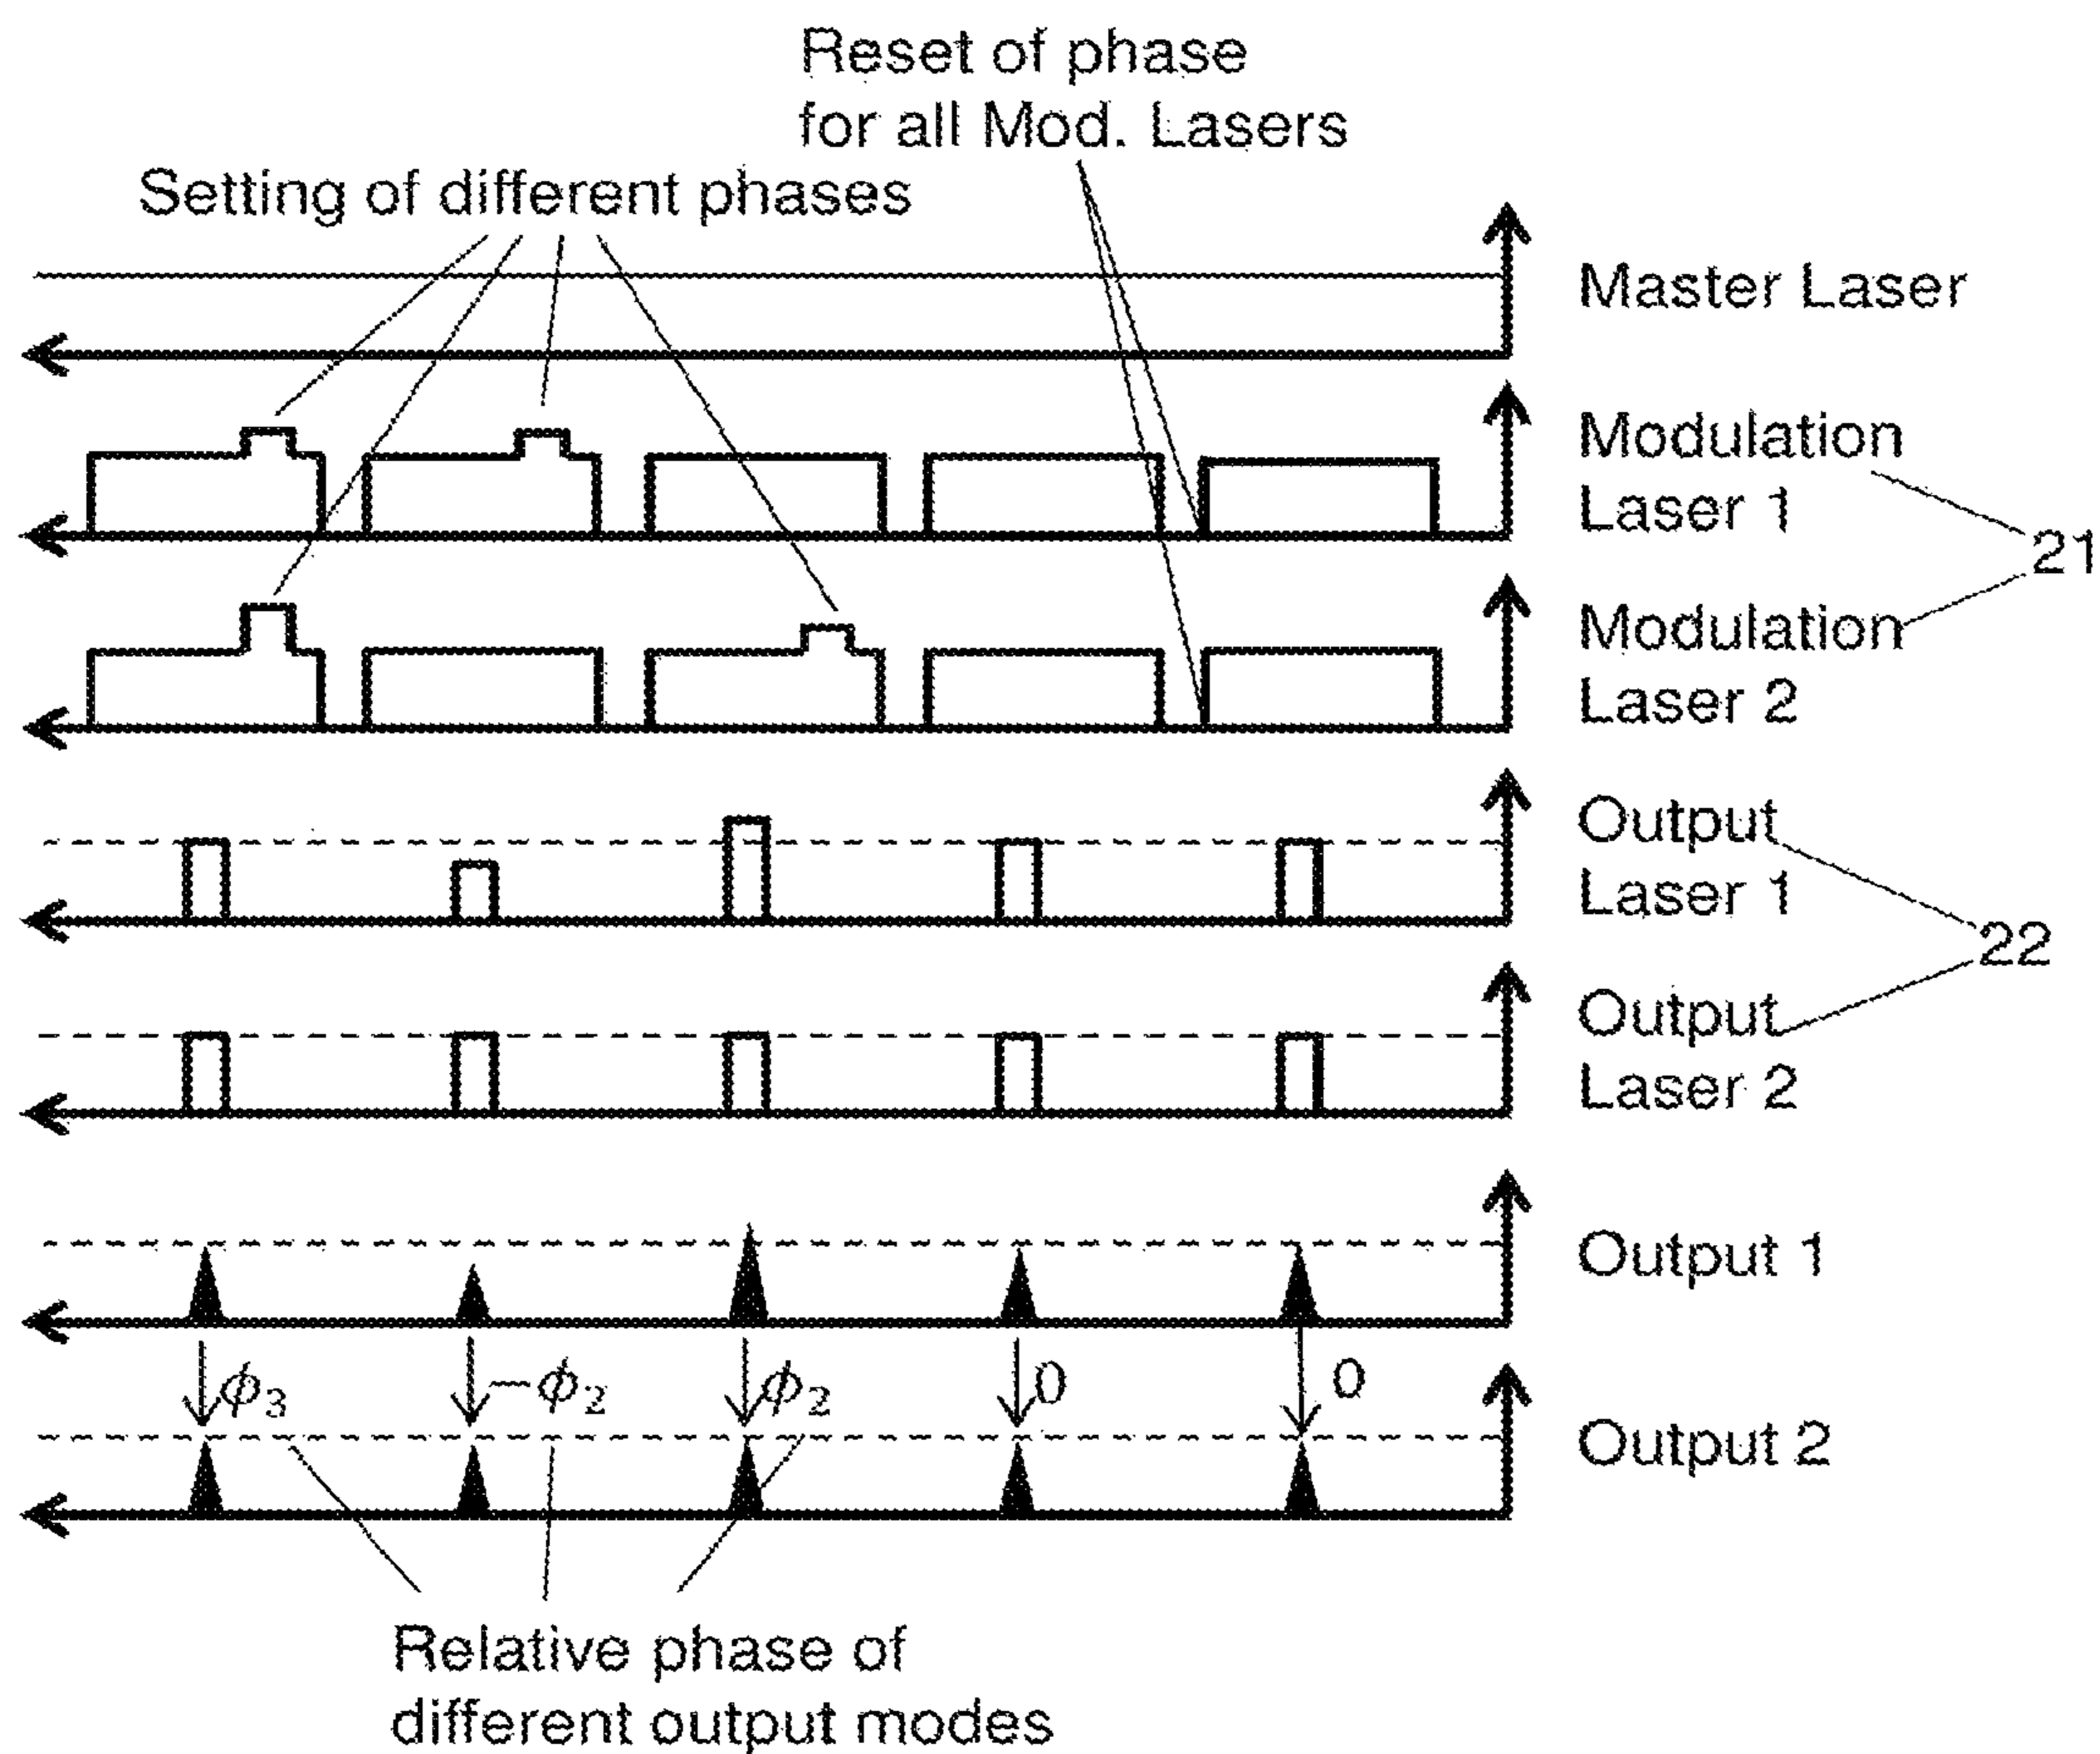 Reset of phase
for all Mod. Lasers
Setting of different phases
Master Laser
Modulation
Laser 1
21
Modulation
Laser 2
Output
Laser 1
22
Output
Laser 2
Output 1
ϕ₃
−ϕ₂
ϕ₂
0
0
Output 2
Relative phase of
different output modes